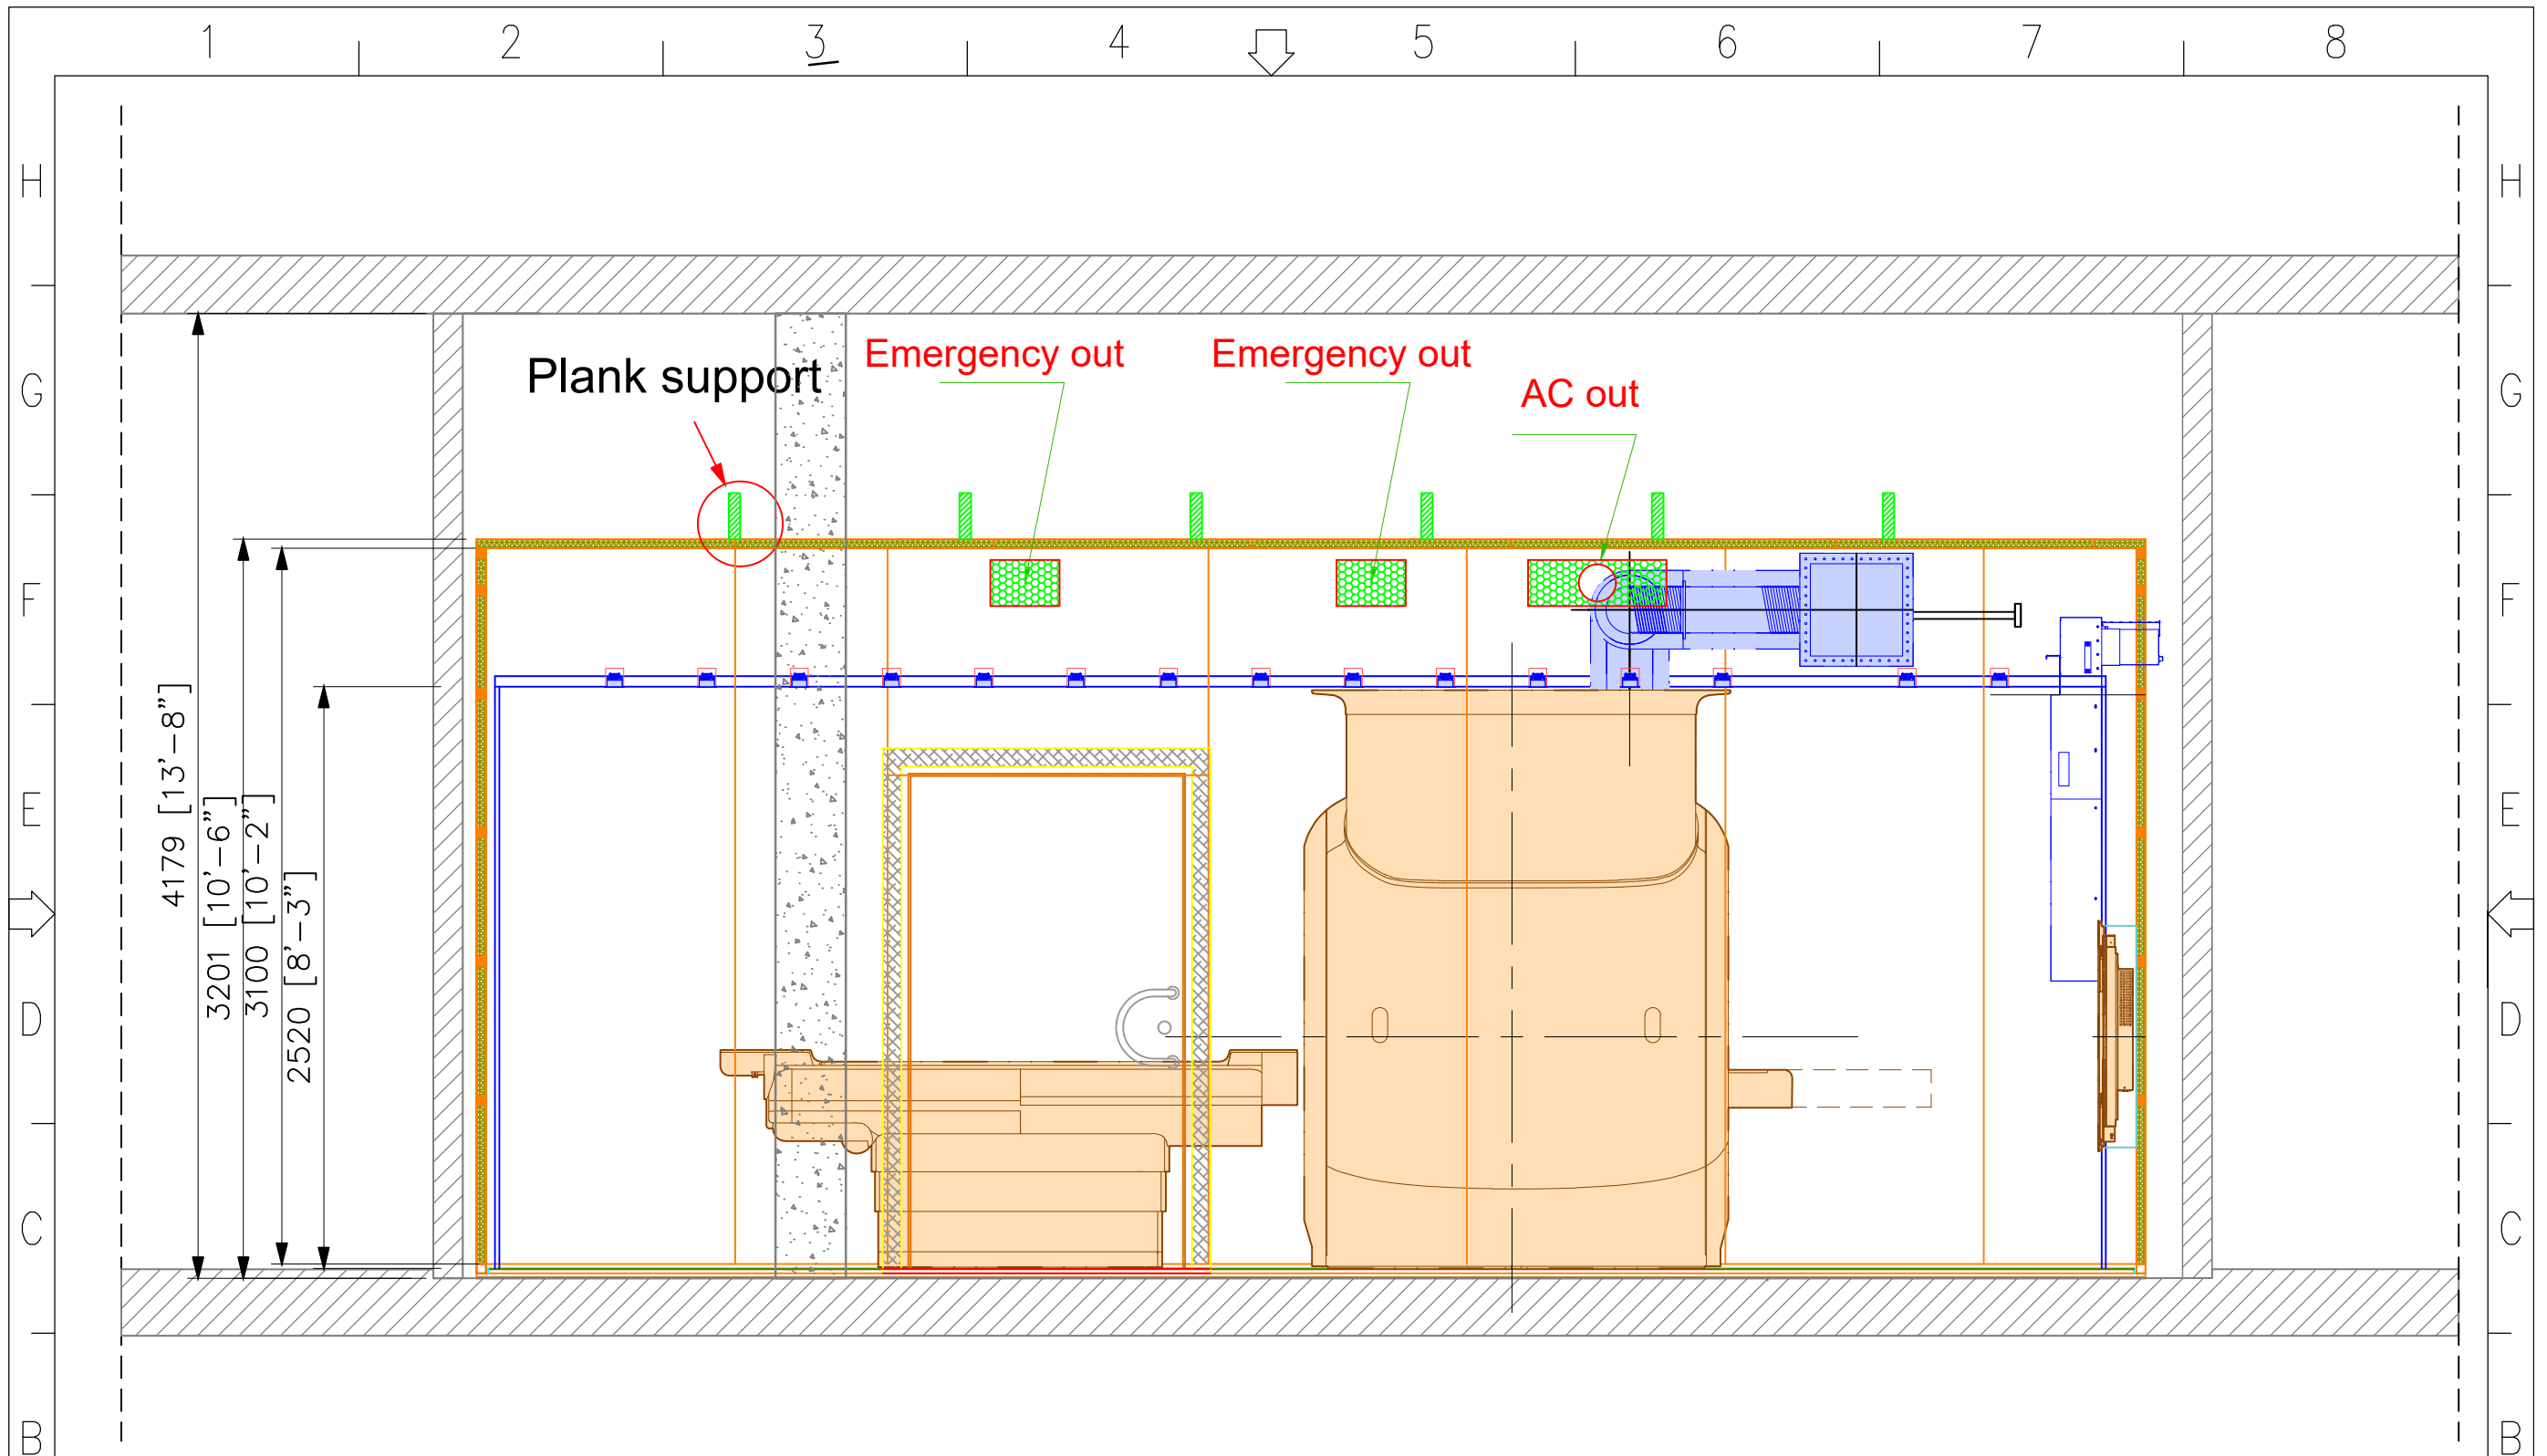 1 2 3 4 5 6 7 8
H H
Plank support
Emergency out
Emergency out
AC out
G G
F F
4179 [13'-8"]
3201 [10'-6"]
3100 [10'-2"]
2520 [8'-3"]
E E
D D
C C
B B